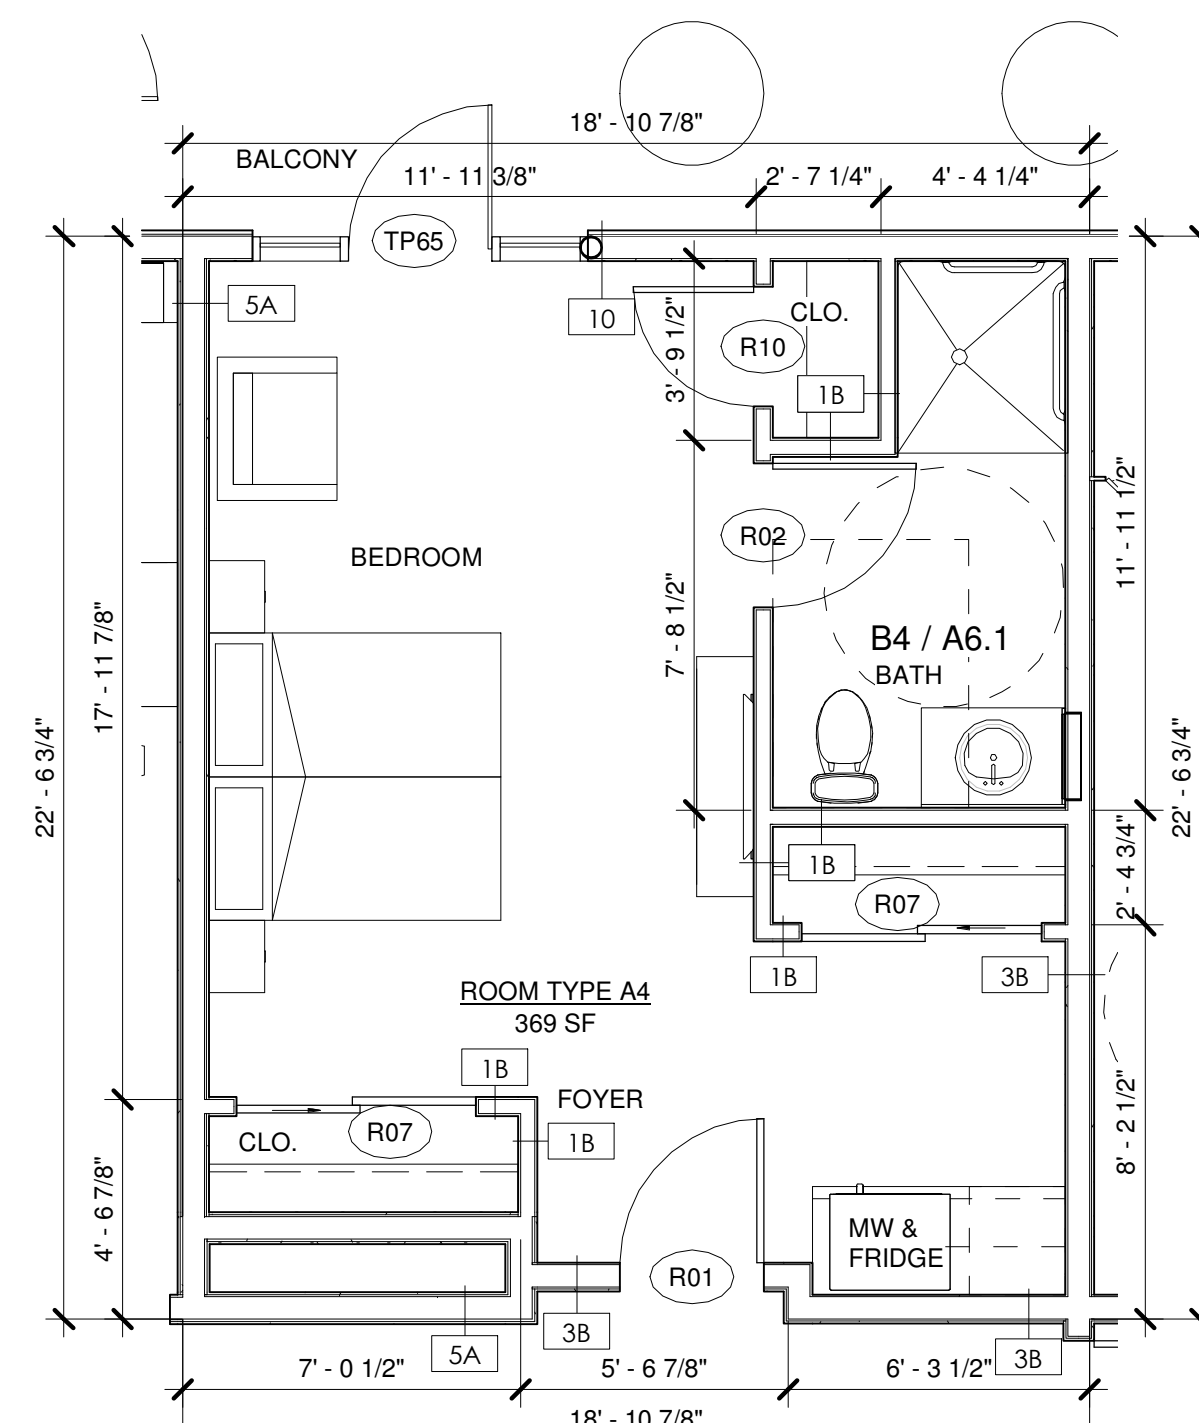 18' - 10 7/8"
BALCONY
11' - 11 3/8"
2' - 7 1/4"
4' - 4 1/4"
TP65
5A
10
CLO.
R10
3' - 9 1/2"
1B
11' - 11 1/2"
R02
BEDROOM
7' - 8 1/2"
17' - 11 7/8"
B4 / A6.1
BATH
22' - 6 3/4"
22' - 6 3/4"
1B
2' - 4 3/4"
R07
1B
3B
ROOM TYPE A4
369 SF
1B
FOYER
R07
CLO.
1B
8' - 2 1/2"
4' - 6 7/8"
MW &
FRIDGE
R01
3B
5A
3B
7' - 0 1/2"
5' - 6 7/8"
6' - 3 1/2"
18' - 10 7/8"